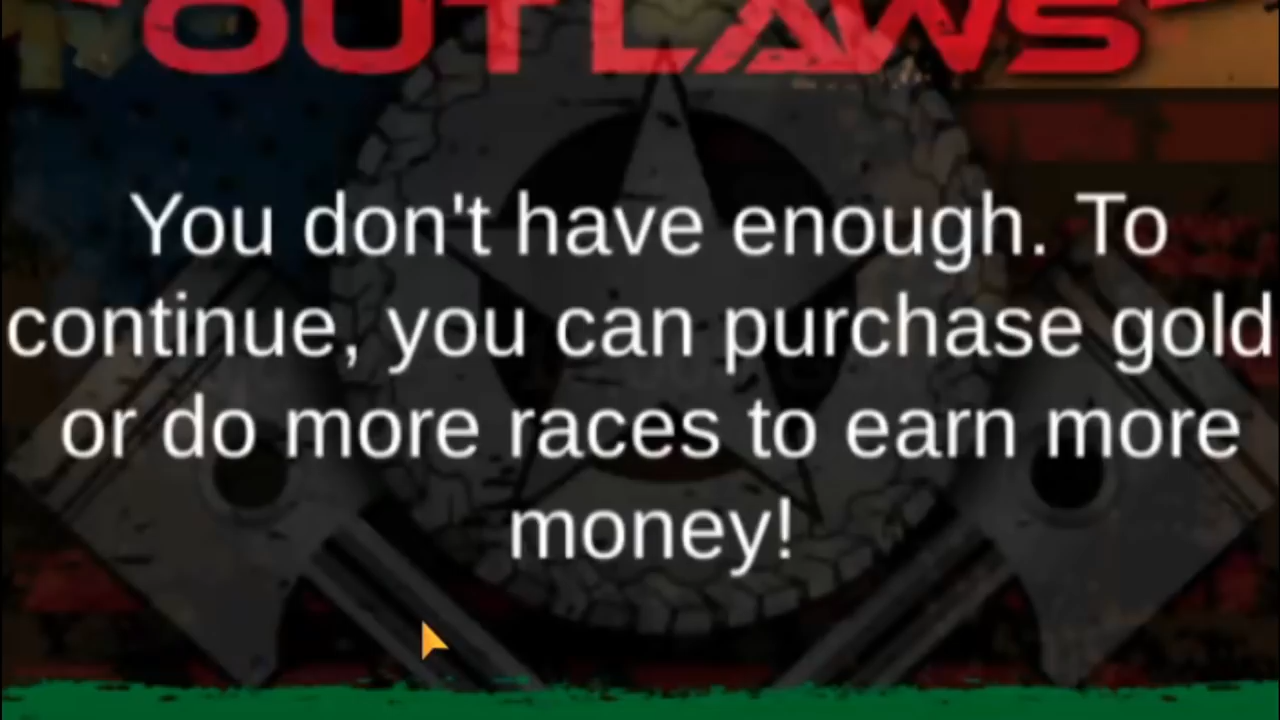 OUTLAWS
You don't have enough. To
continue, you can purchase gold
or do more races to earn more
money!